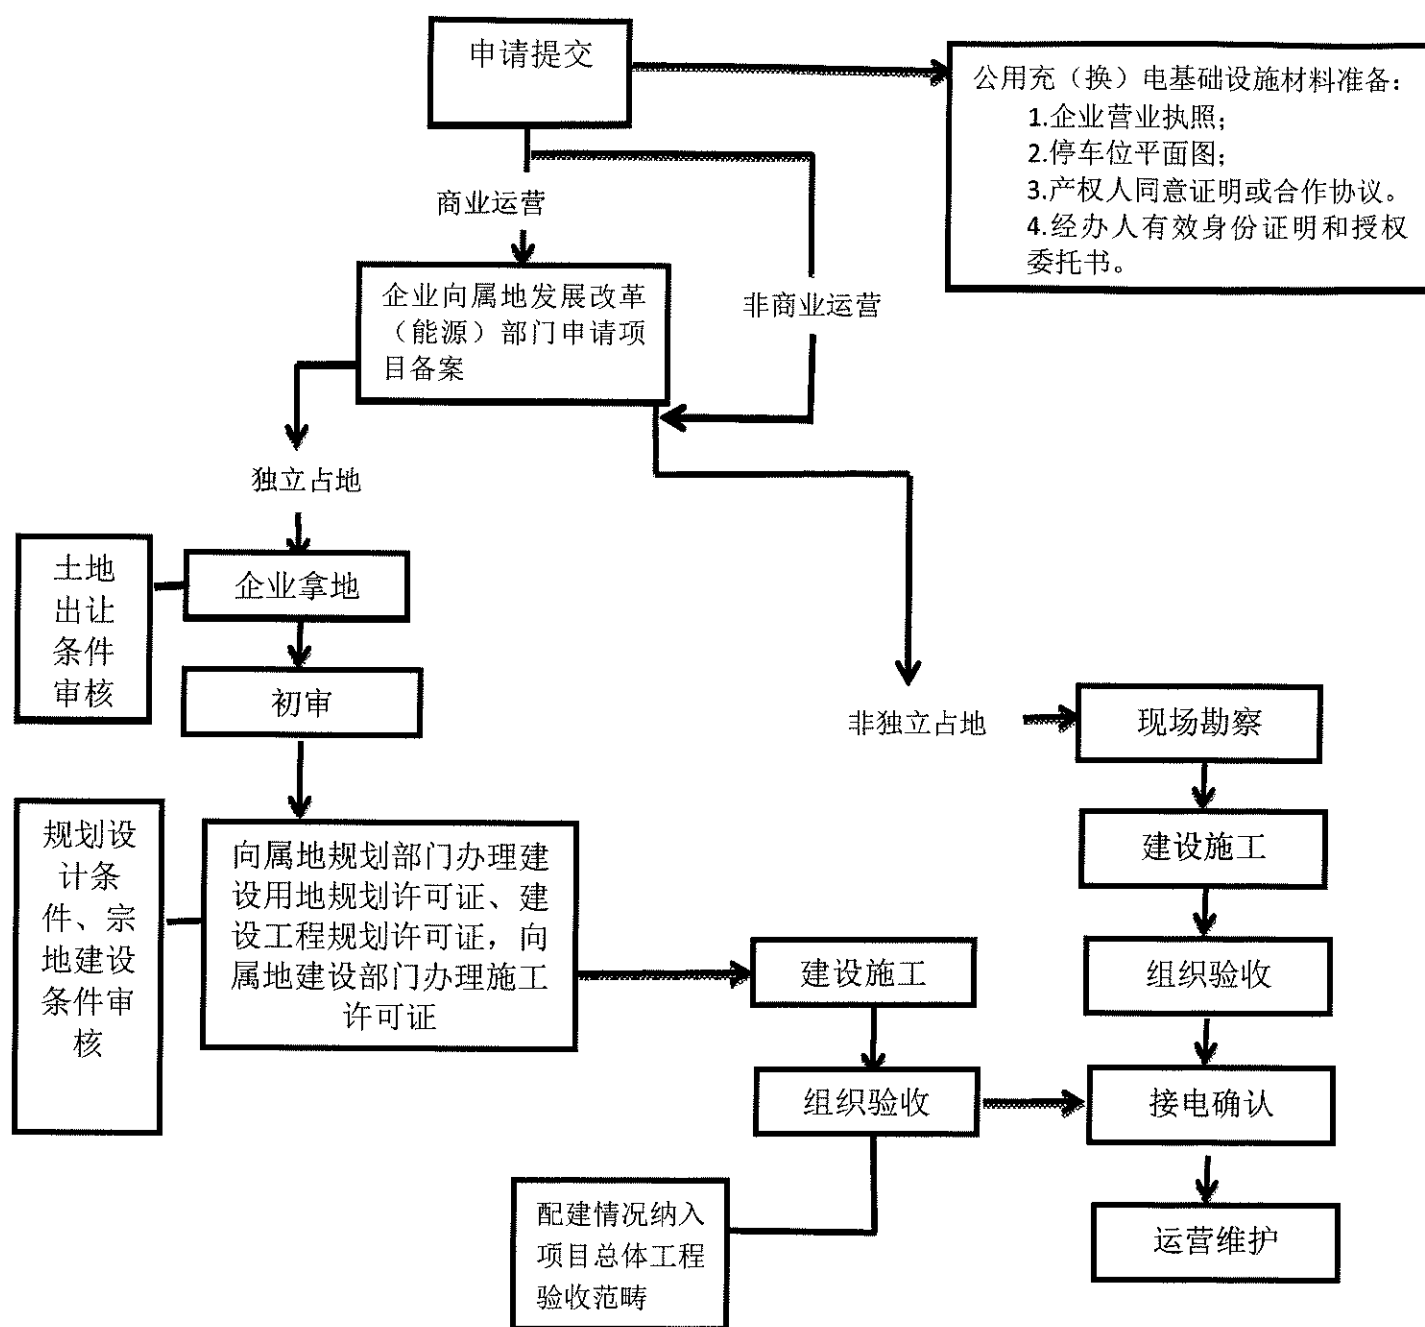 申请提交
公用充（换）电基础设施材料准备：
1.企业营业执照；
2.停车位平面图；
3.产权人同意证明或合作协议。
4.经办人有效身份证明和授权
委托书。
商业运营
非商业运营
企业向属地发展改革
（能源）部门申请项
目备案
独立占地
土地
出让
条件
审核
企业拿地
初审
非独立占地
现场勘察
建设施工
组织验收
规划设
计条
件、宗
地建设
条件审
核
向属地规划部门办理建
设用地规划许可证、建
设工程规划许可证，向
属地建设部门办理施工
许可证
建设施工
组织验收
接电确认
配建情况纳入
项目总体工程
验收范畴
运营维护